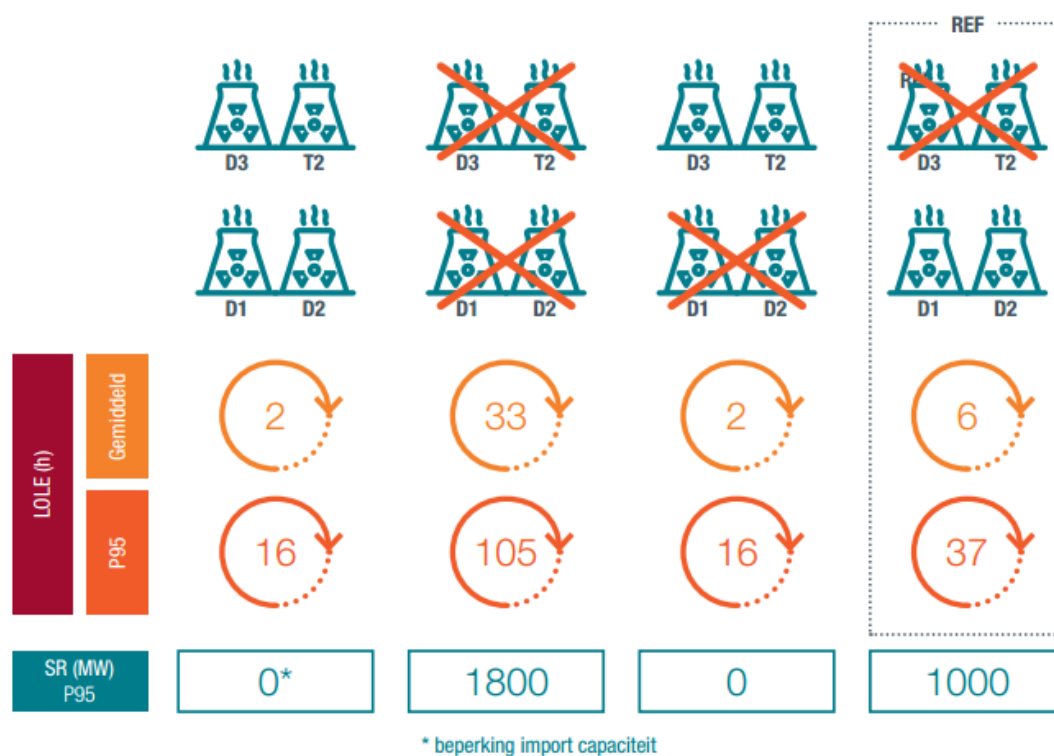 REF
RE
D3 T2 D3 T2 D3 T2 D3 T2
D1 D2 D1 D2 D1 D2 D1 D2
LOLE (h)
Gemiddeld
2 33 2 6
P95
16 105 16 37
SR (MW)
P95
0* 1800 0 1000
* beperking import capaciteit